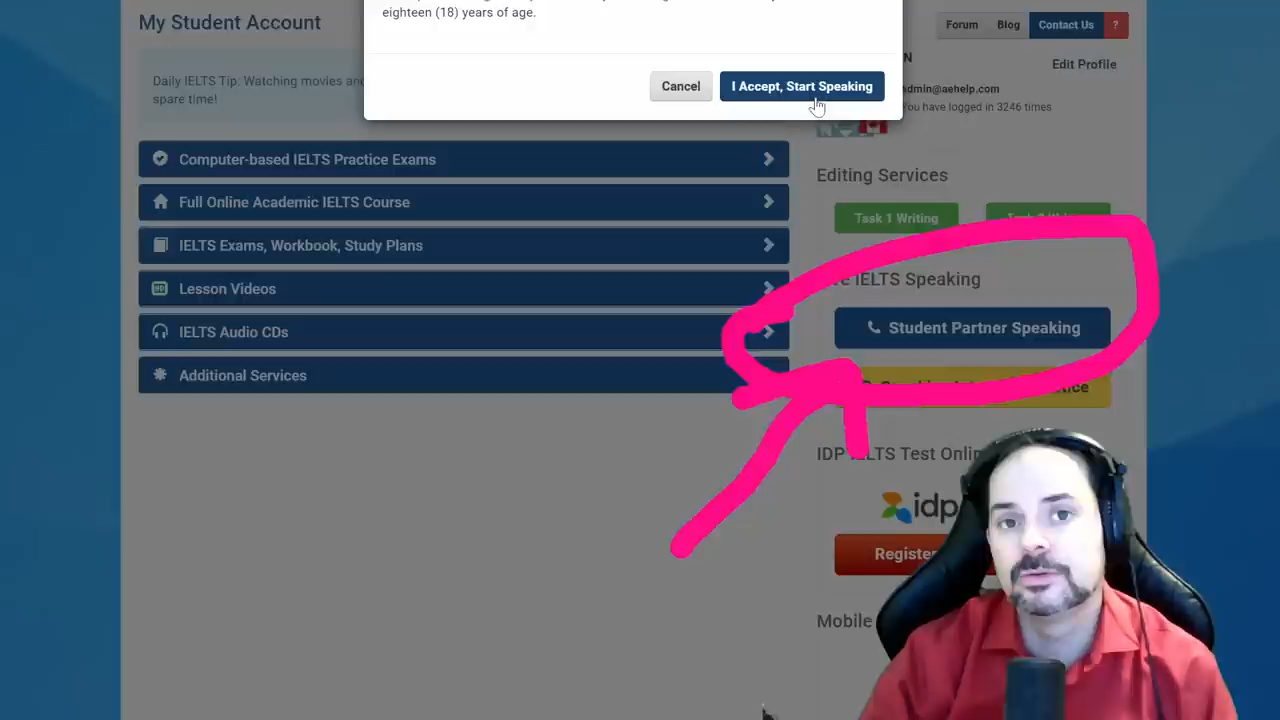 eighteen (18) years of age.
Cancel
I Accept, Start Speaking
My Student Account
Daily IELTS Tip: Watching movies and
spare time!
Computer-based IELTS Practice Exams
Full Online Academic IELTS Course
IELTS Exams, Workbook, Study Plans
Lesson Videos
IELTS Audio CDs
Additional Services
Forum
Blog
Contact Us
?
N
Edit Profile
admin@aehelp.com
You have logged in 3246 times
Editing Services
Task 1 Writing
IELTS Speaking
Student Partner Speaking
IDP IELTS Test Online
idp
Register
Mobile